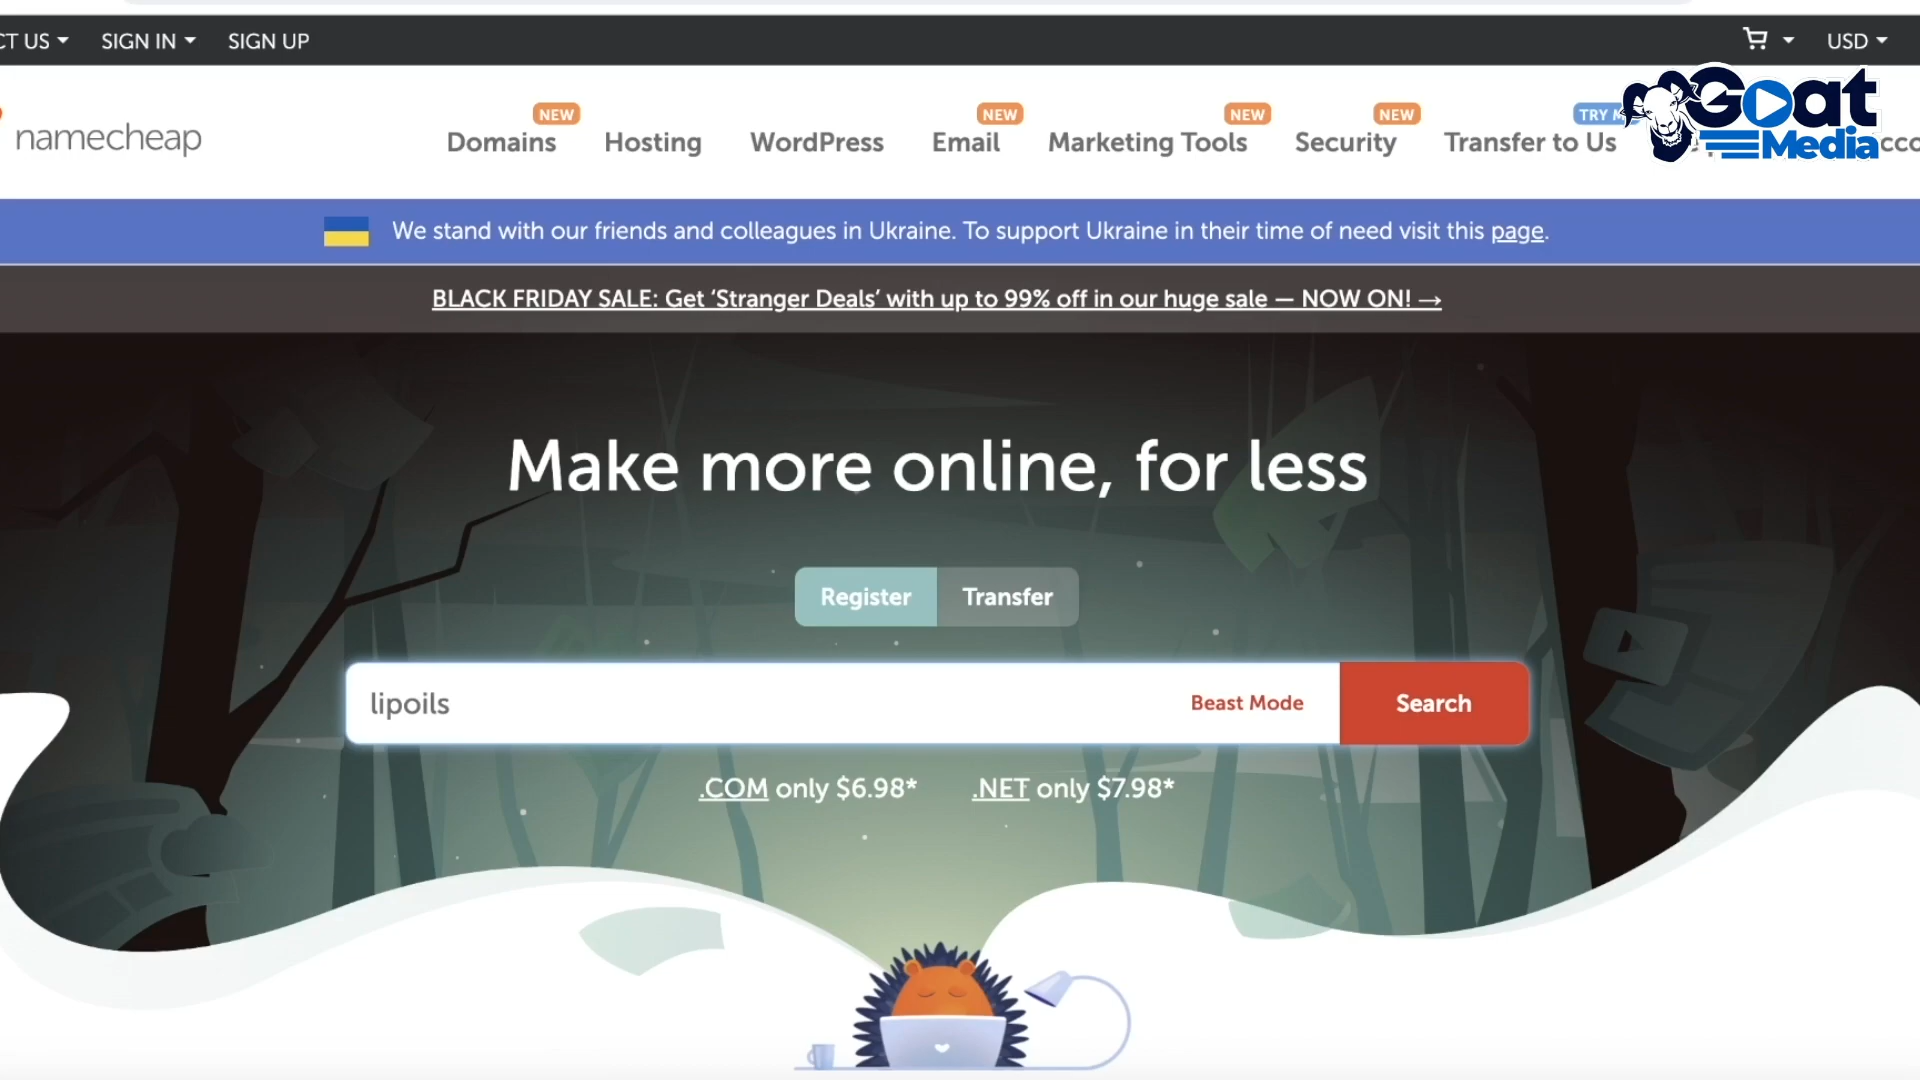 CT US SIGN IN SIGN UP USD
NEW NEW NEW NEW TRY M
namecheap Domains Hosting WordPress Email Marketing Tools Security Transfer to Us
Goat
Media
We stand with our friends and colleagues in Ukraine. To support Ukraine in their time of need visit this page.
BLACK FRIDAY SALE: Get ‘Stranger Deals’ with up to 99% off in our huge sale — NOW ON! →
Make more online, for less
Register Transfer
lipoils Beast Mode Search
.COM only $6.98* .NET only $7.98*